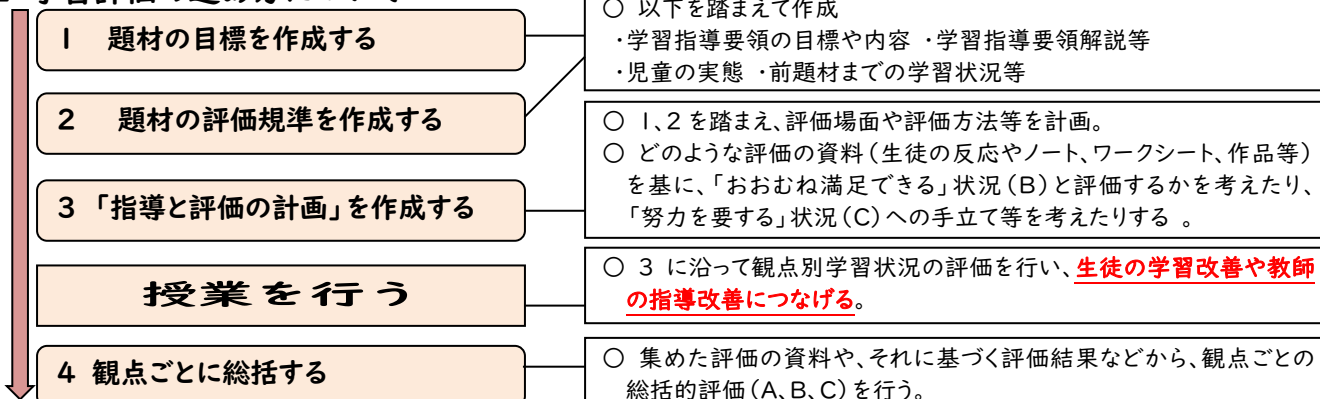 1 題材の目標を作成する
〇 以下を踏まえて作成
・学習指導要領の目標や内容 ・学習指導要領解説等
・児童の実態 ・前題材までの学習状況等
2 題材の評価規準を作成する
3 「指導と評価の計画」を作成する
〇 1、2 を踏まえ、評価場面や評価方法等を計画。
〇 どのような評価の資料(生徒の反応やノート、ワークシート、作品等)
を基に、「おおむね満足できる」状況(B)と評価するかを考えたり、
「努力を要する」状況(C)への手立て等を考えたりする 。
授業を行う
〇 3 に沿って観点別学習状況の評価を行い、生徒の学習改善や教師
の指導改善につなげる。
4 観点ごとに総括する
〇 集めた評価の資料や、それに基づく評価結果などから、観点ごとの
総括的評価(A、B、C)を行う。